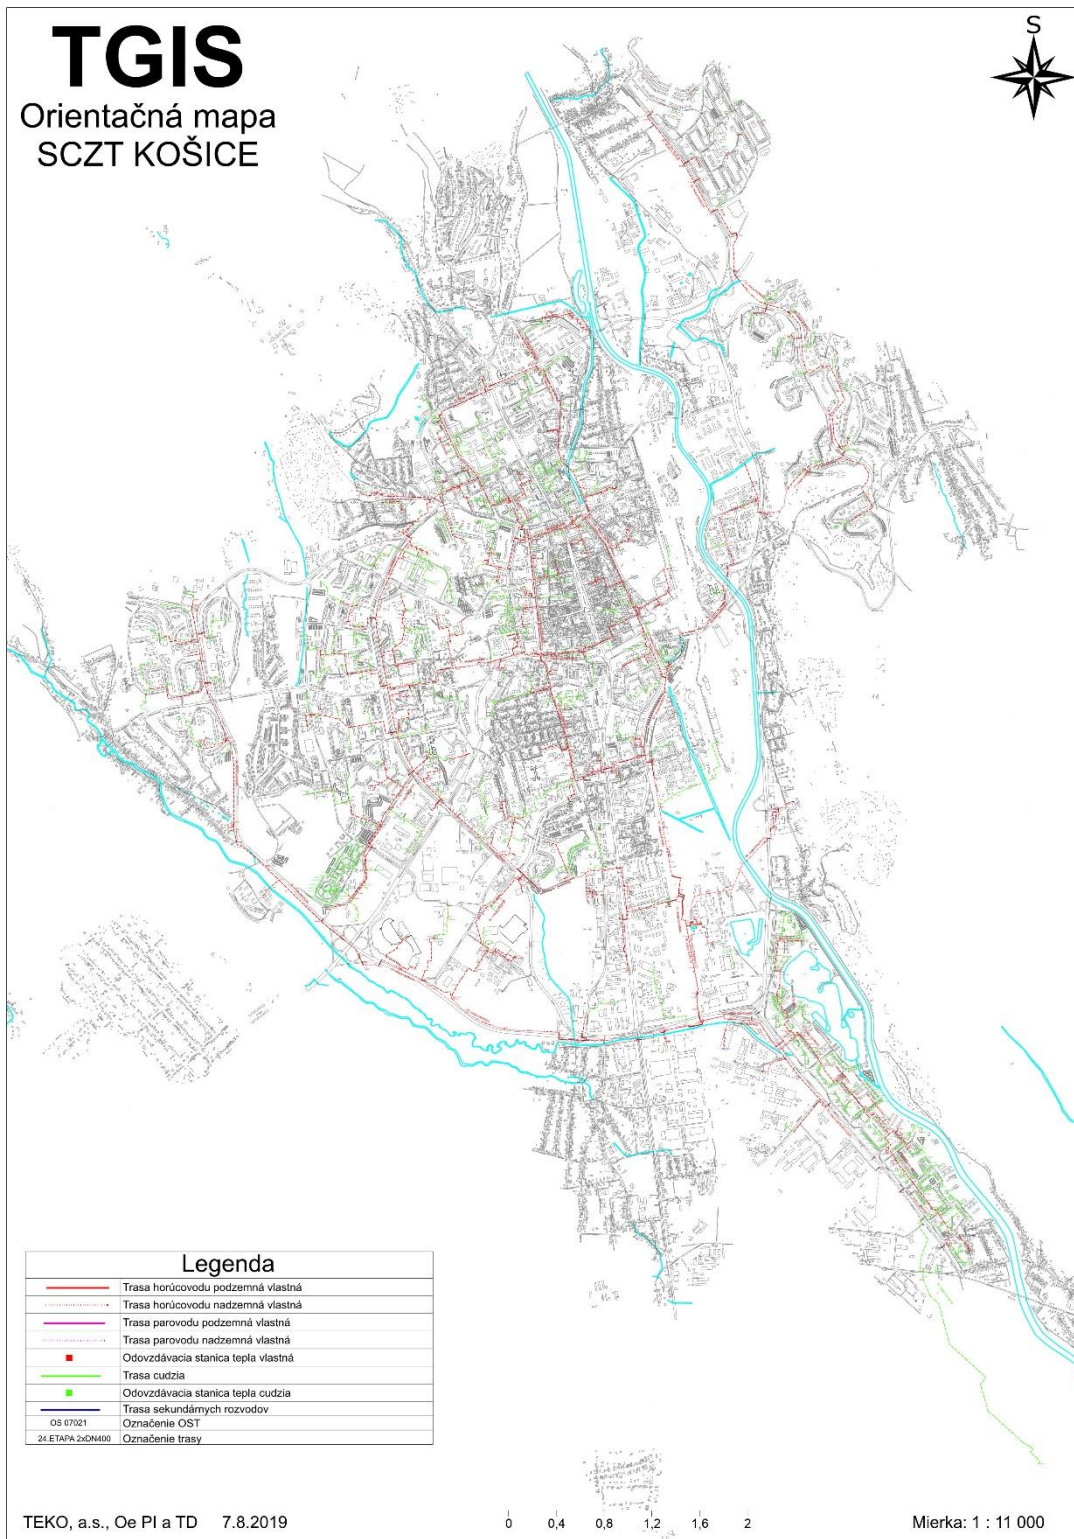 TGIS
Orientačná mapa
SCZT KOŠICE
S
Legenda
Trasa horúcovodu podzemná vlastná
Trasa horúcovodu nadzemná vlastná
Trasa parovodu podzemná vlastná
Trasa parovodu nadzemná vlastná
Odovzdávacia stanica tepla vlastná
Trasa cudzia
Odovzdávacia stanica tepla cudzia
Trasa sekundárnych rozvodov
OS 07021 Označenie OST
24.ETAPA 2xDN400 Označenie trasy
TEKO, a.s., Oe PI a TD 7.8.2019
0 0,4 0,8 1,2 1,6 2
Mierka: 1 : 11 000